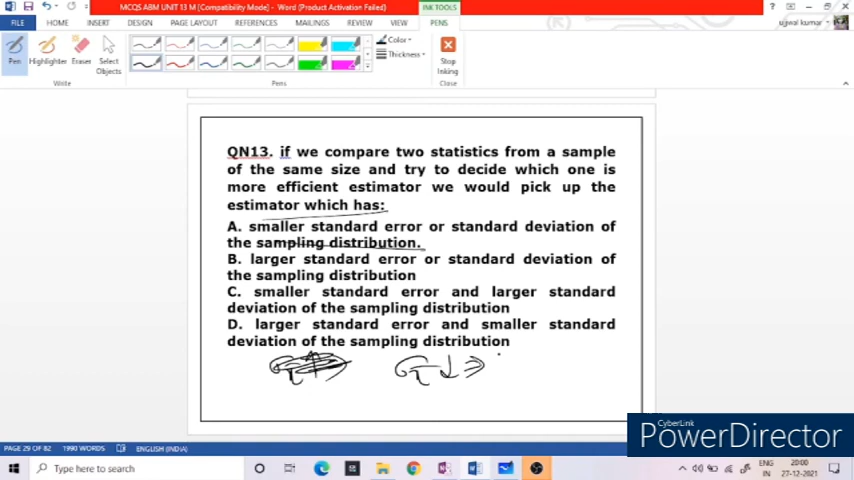 MCQS ABM UNIT 13 M [Compatibility Mode] - Word (Product Activation Failed)
INK TOOLS
FILE HOME INSERT DESIGN PAGE LAYOUT REFERENCES MAILINGS REVIEW VIEW PENS
ujjwal kumar
Pen Highlighter Eraser Select Objects
Color
Thickness
Stop Inking
Write Pens Close
QN13. if we compare two statistics from a sample
of the same size and try to decide which one is
more efficient estimator we would pick up the
estimator which has:
A. smaller standard error or standard deviation of
the sampling distribution.
B. larger standard error or standard deviation of
the sampling distribution
C. smaller standard error and larger standard
deviation of the sampling distribution
D. larger standard error and smaller standard
deviation of the sampling distribution
CyberLink
PowerDirector
PAGE 29 OF 82 1990 WORDS ENGLISH (INDIA)
Type here to search
ENG
IN
20:00
27-12-2021